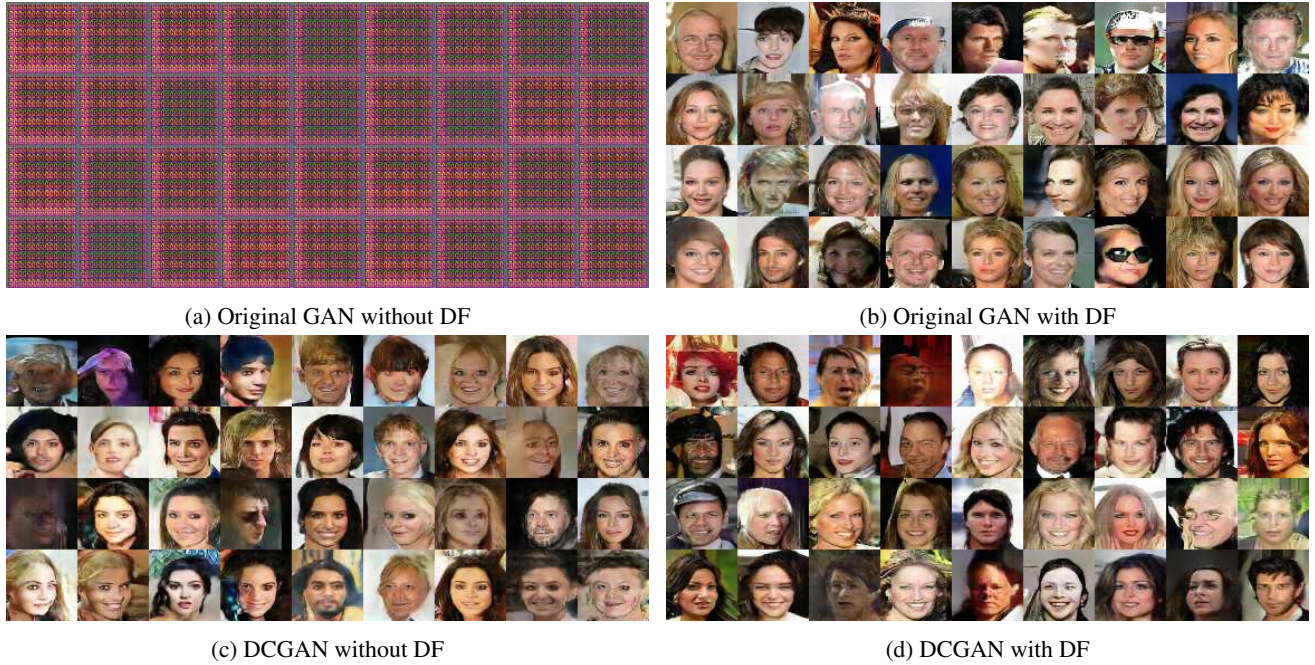 (a) Original GAN without DF
(b) Original GAN with DF
(c) DCGAN without DF
(d) DCGAN with DF